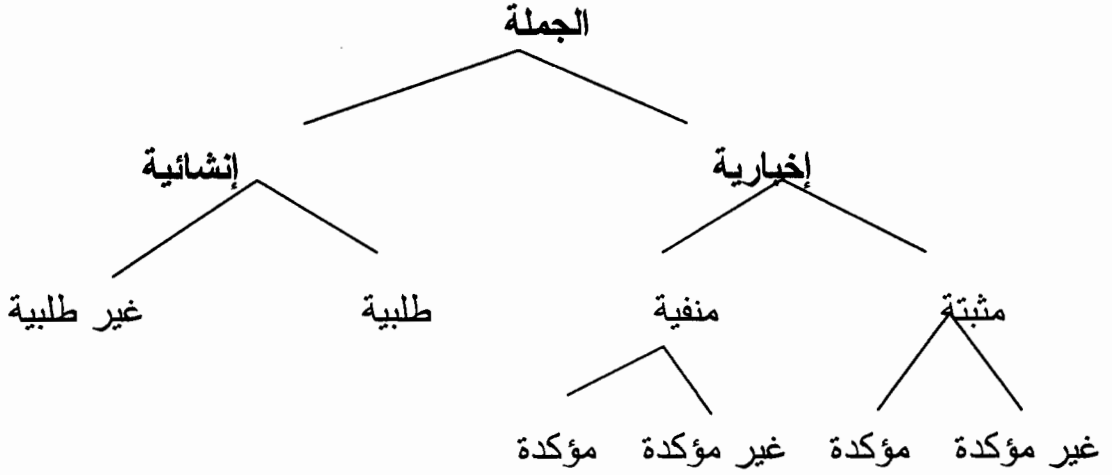 الجملة
إخبارية إنشائية
مثبتة منفية طلبية غير طلبية
غير مؤكدة مؤكدة غير مؤكدة مؤكدة